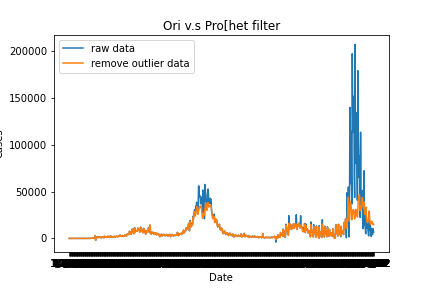 Ori v.s Pro[het filter
raw data
remove outlier data
200000
150000
100000
50000
0
Date